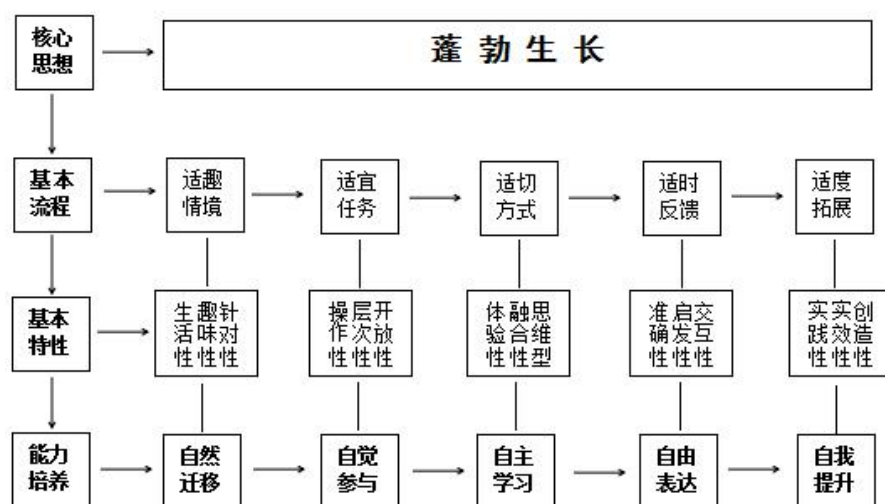 核心
思想
蓬勃生长
基本
流程
适趣
情境
适宜
任务
适切
方式
适时
反馈
适度
拓展
基本
特性
生活性
趣味性
针对性
操作性
层次性
开放性
体验性
融合性
思维型
准确性
启发性
交互性
实践性
实效性
创造性
能力
培养
自然
迁移
自觉
参与
自主
学习
自由
表达
自我
提升